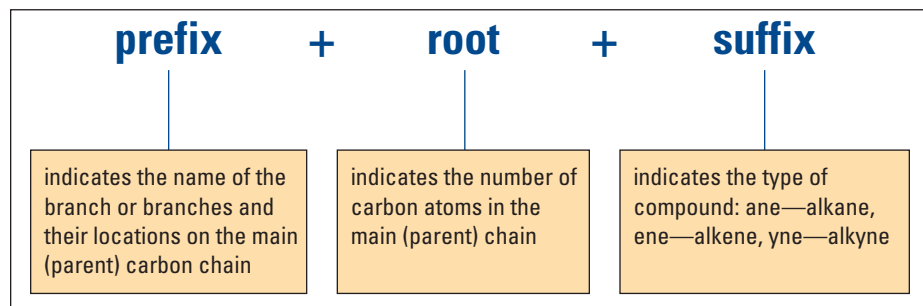 prefix + root + suffix
indicates the name of the
branch or branches and
their locations on the main
(parent) carbon chain
indicates the number of
carbon atoms in the
main (parent) chain
indicates the type of
compound: ane—alkane,
ene—alkene, yne—alkyne